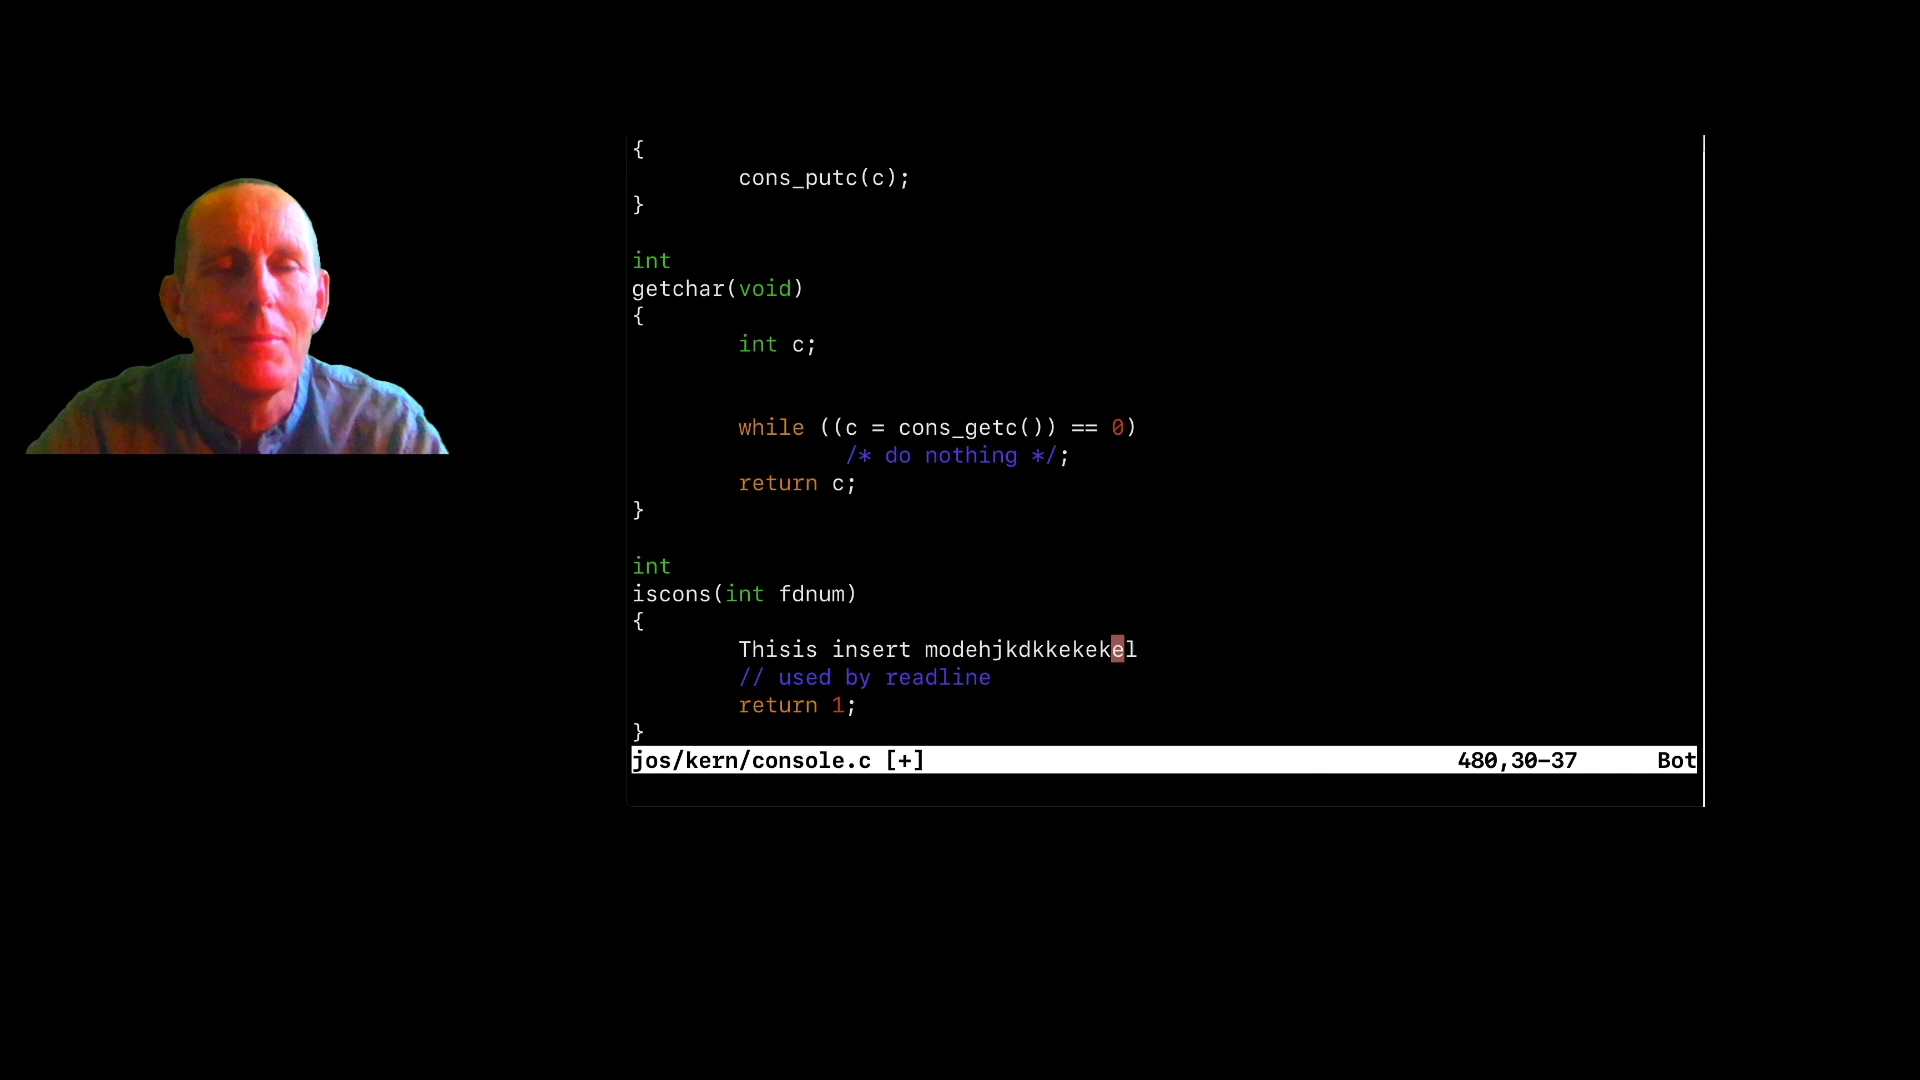 {
cons_putc(c);
}
int
getchar(void)
{
int c;
while ((c = cons_getc()) == 0)
/* do nothing */;
return c;
}
int
iscons(int fdnum)
{
Thisis insert modehjkdkkekekel
// used by readline
return 1;
}
jos/kern/console.c [+] 480,30-37 Bot